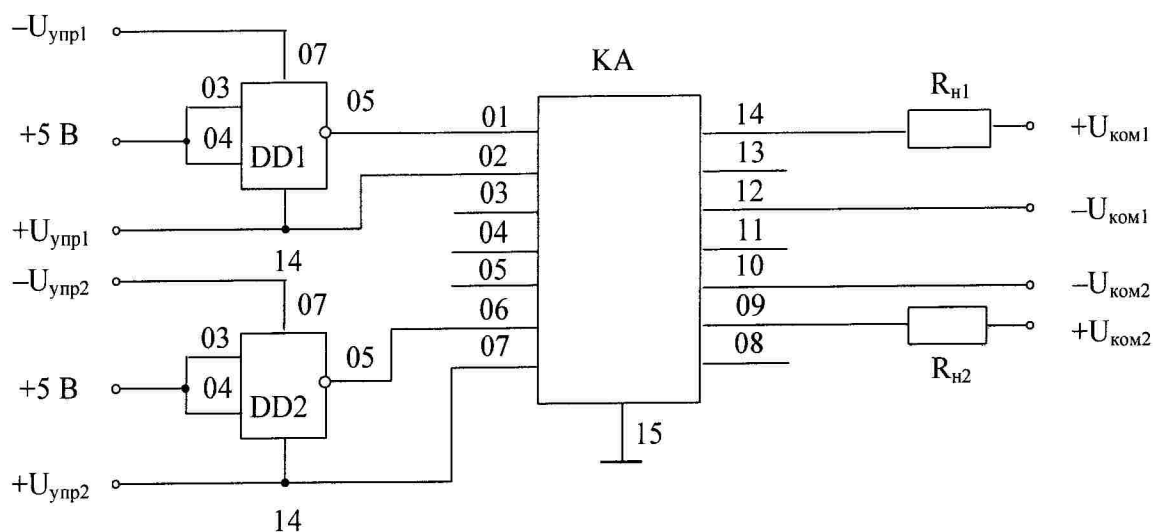 –Uупр1
07
KA
03
05
Rн1
+5 В
04
DD1
01
14
+Uком1
02
13
03
12
–Uком1
+Uупр1
04
11
14
05
10
–Uком2
–Uупр2
07
06
09
+Uком2
03
05
07
08
+5 В
04
Rн2
DD2
15
+Uупр2
14